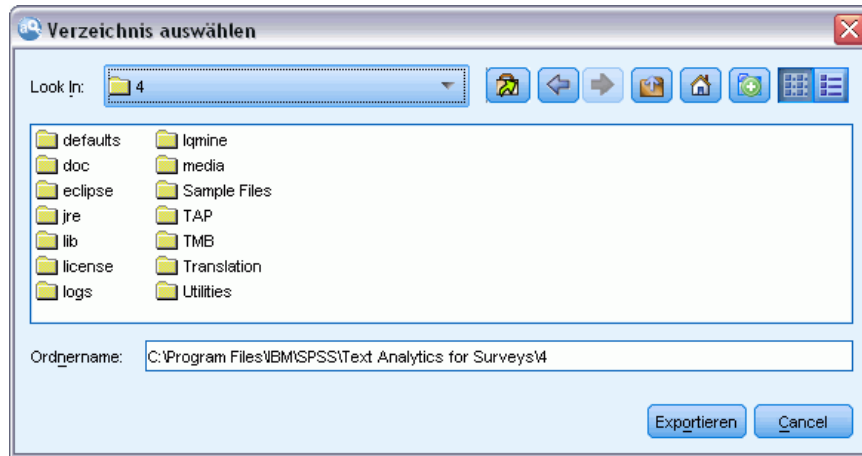 Verzeichnis auswählen
Look In: 4
defaults lqmine
doc media
eclipse Sample Files
jre TAP
lib TMB
license Translation
logs Utilities
Ordnername: C:\Program Files\IBM\SPSS\Text Analytics for Surveys\4
Exportieren Cancel